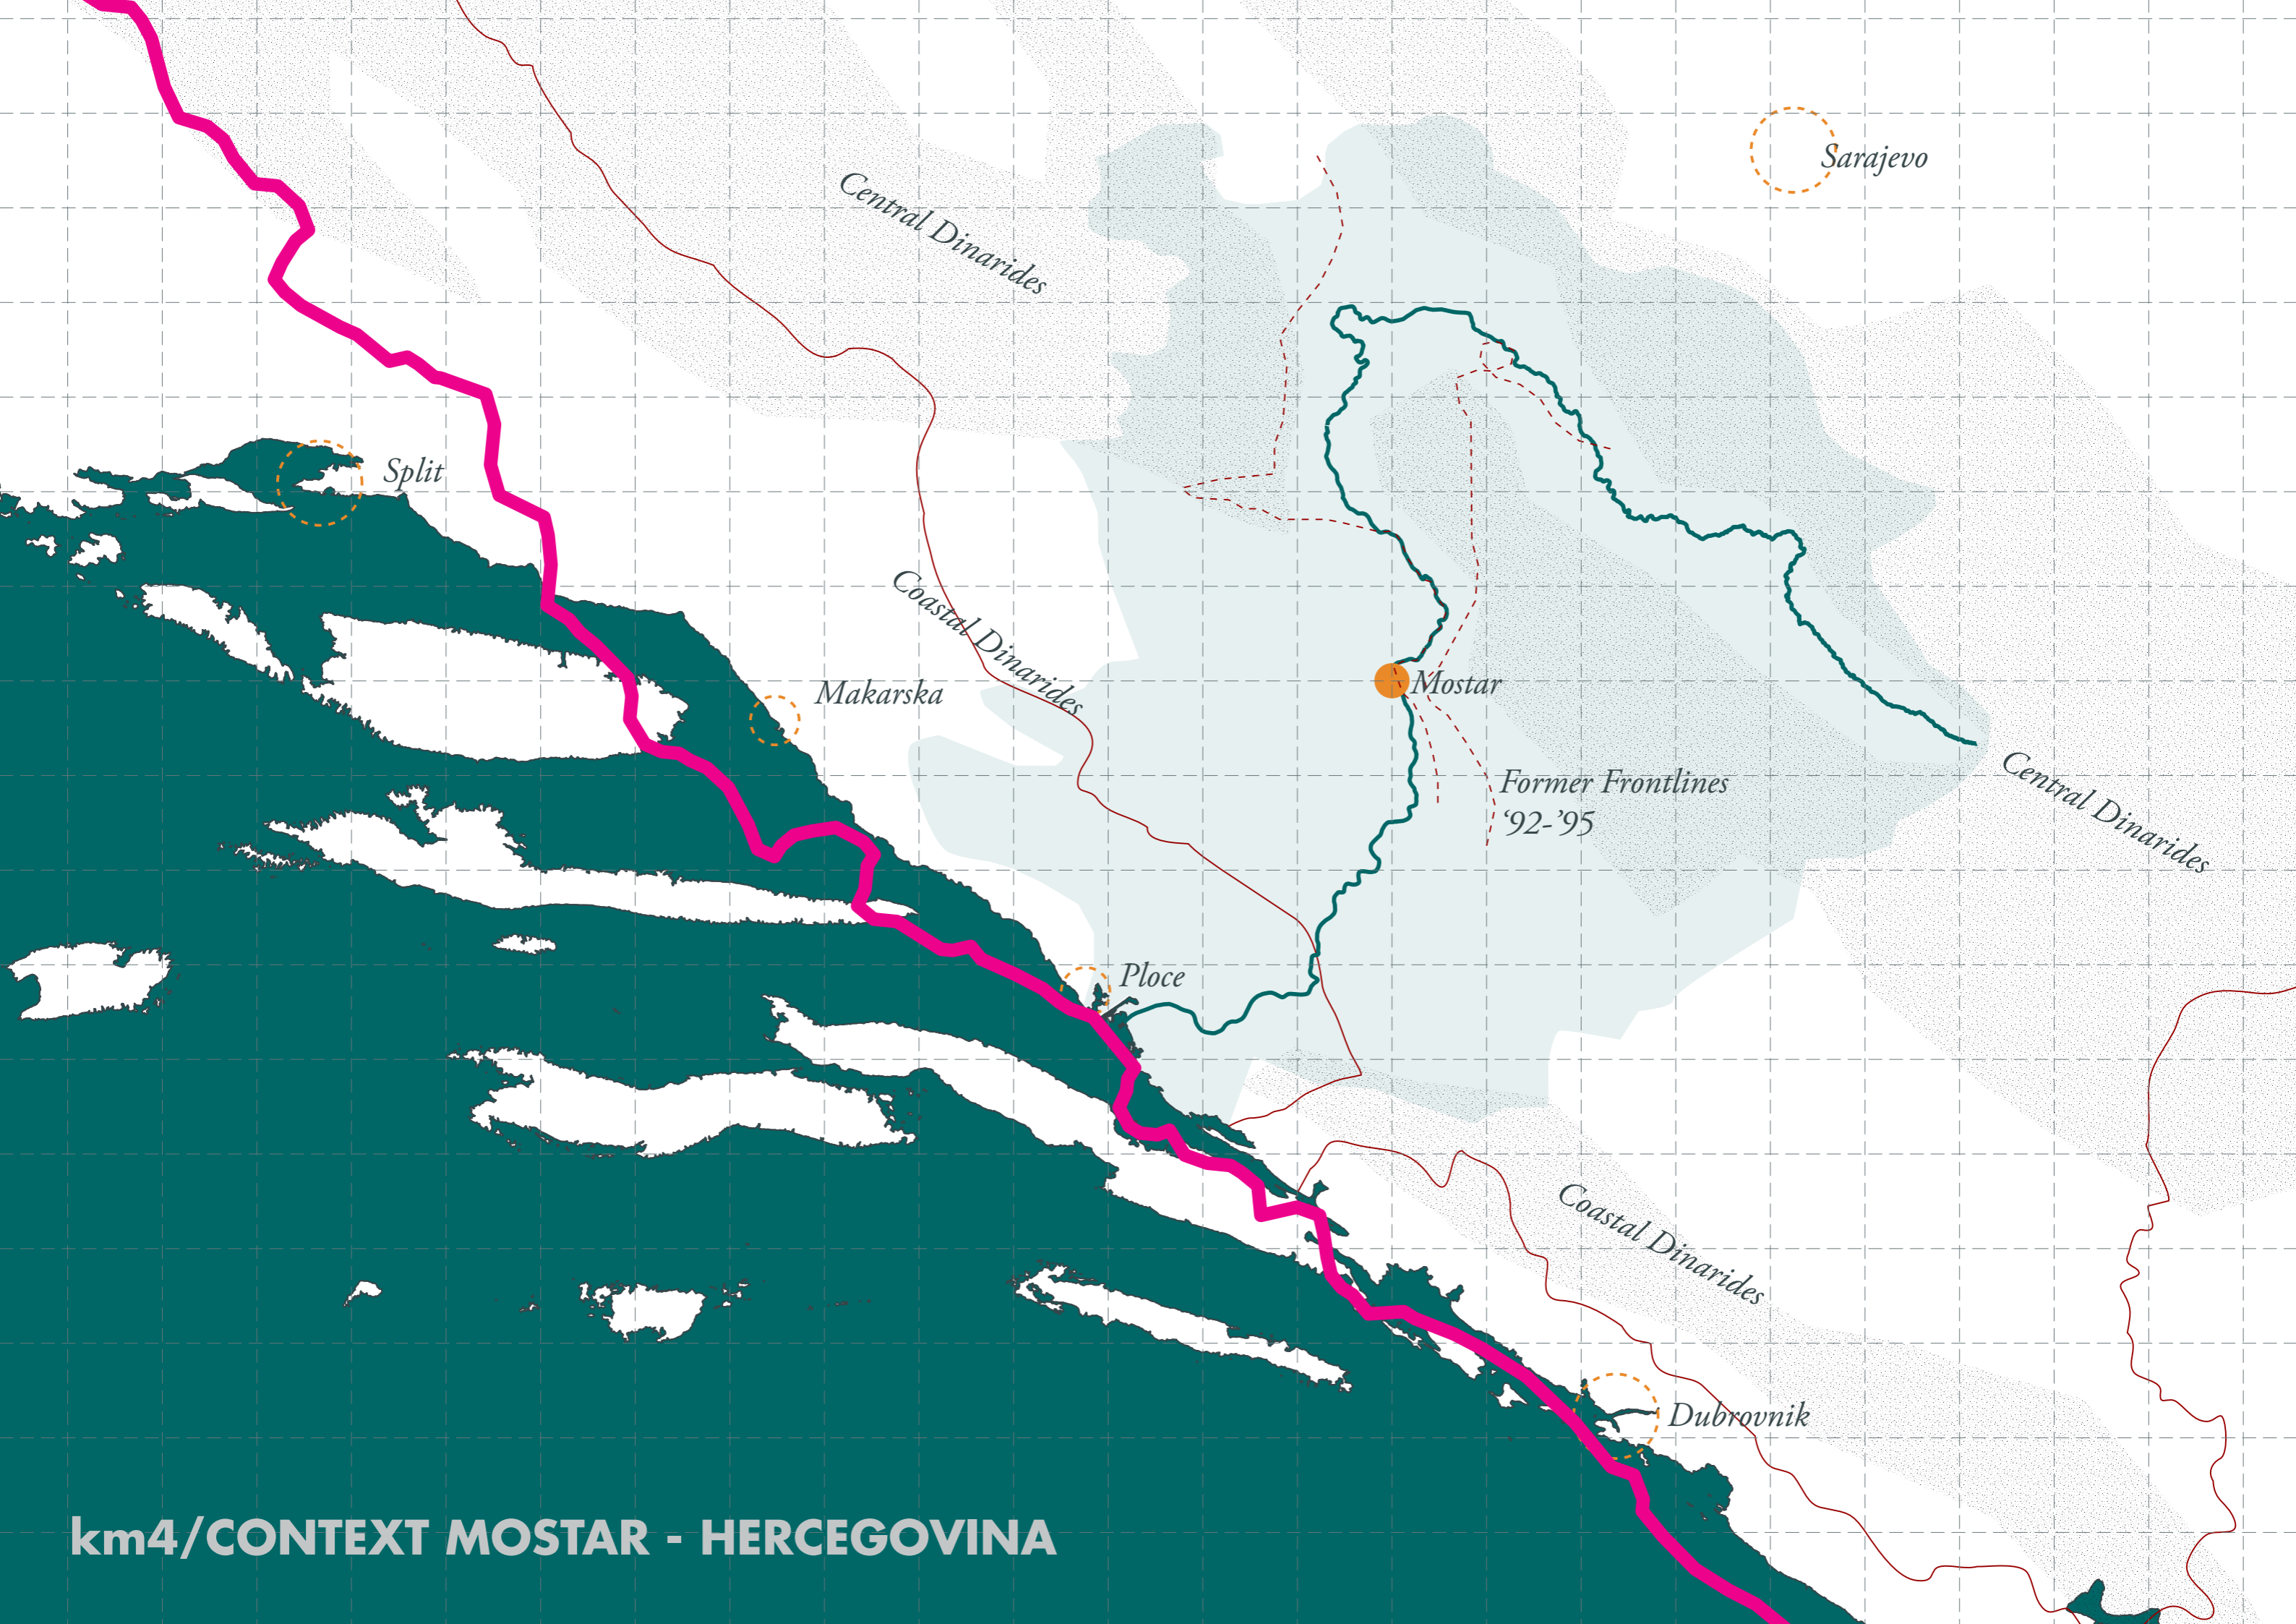 Sarajevo
Central Dinarides
Split
Coastal Dinarides
Makarska
Mostar
Former Frontlines
‘92-’95
Central Dinarides
Ploce
Coastal Dinarides
Dubrovnik
km4/CONTEXT MOSTAR - HERCEGOVINA